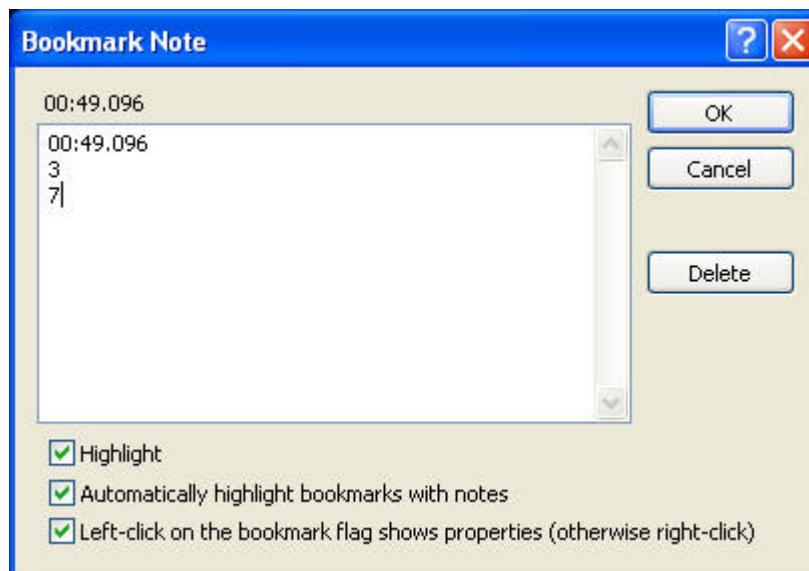 Bookmark Note
00:49.096
00:49.096
3
7
OK
Cancel
Delete
Highlight
Automatically highlight bookmarks with notes
Left-click on the bookmark flag shows properties (otherwise right-click)